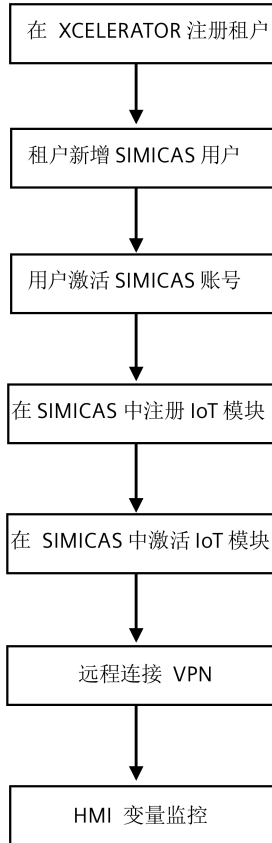 在 XCELERATOR 注册租户
租户新增 SIMICAS 用户
用户激活 SIMICAS 账号
在 SIMICAS 中注册 IoT 模块
在 SIMICAS 中激活 IoT 模块
远程连接 VPN
HMI 变量监控